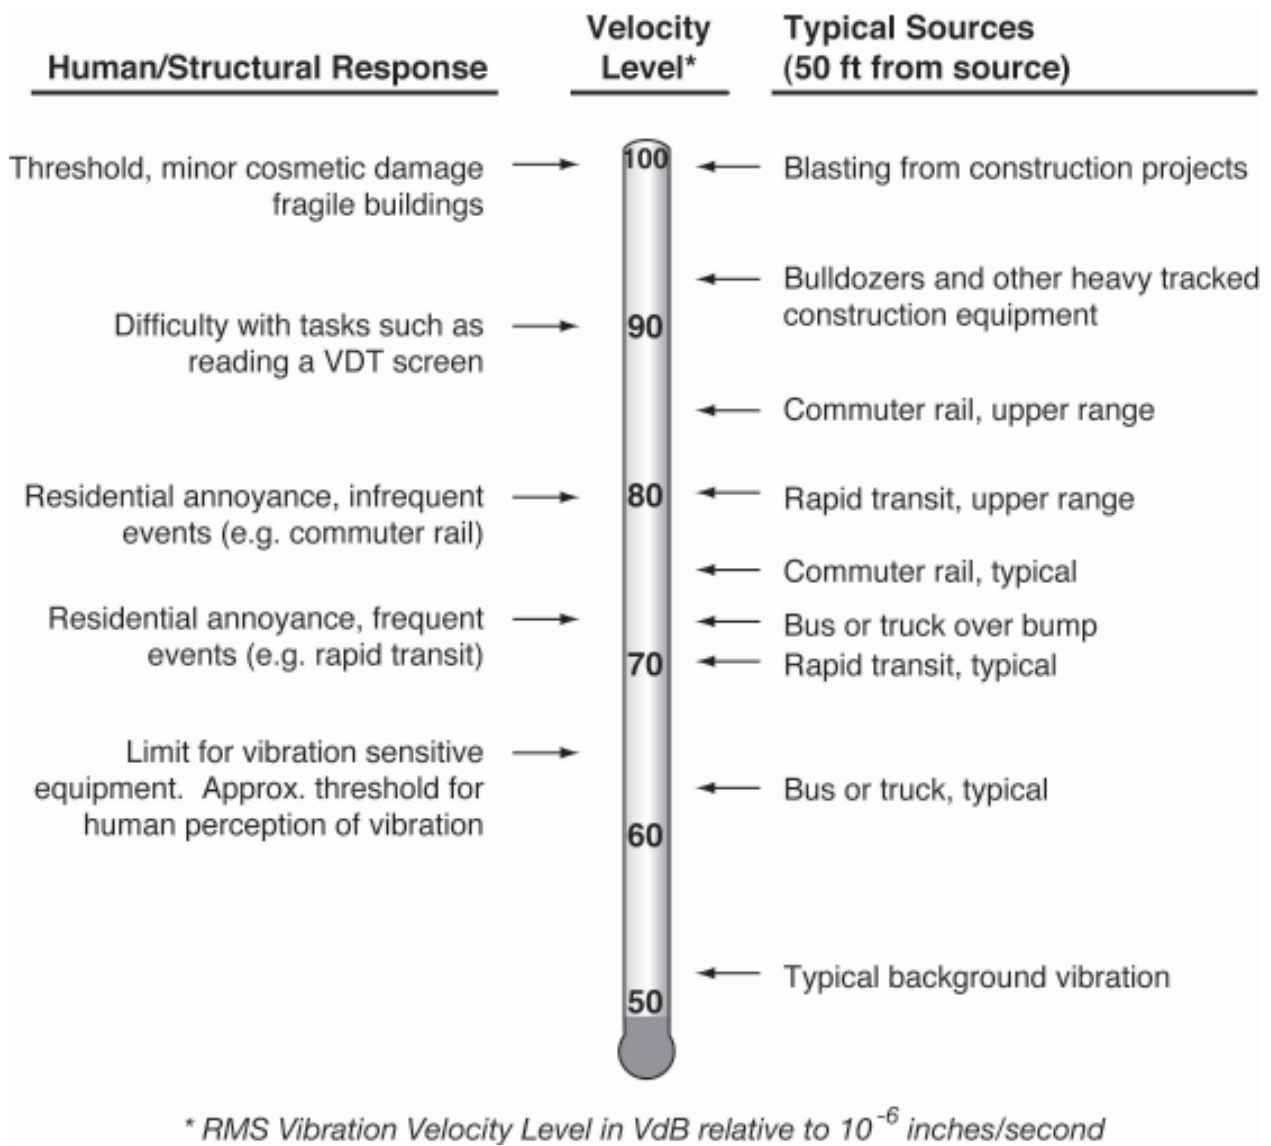 Human/Structural Response
Velocity
Level*
Typical Sources
(50 ft from source)
Threshold, minor cosmetic damage
fragile buildings
100
Blasting from construction projects
Bulldozers and other heavy tracked
construction equipment
Difficulty with tasks such as
reading a VDT screen
90
Commuter rail, upper range
Residential annoyance, infrequent
events (e.g. commuter rail)
80
Rapid transit, upper range
Commuter rail, typical
Residential annoyance, frequent
events (e.g. rapid transit)
Bus or truck over bump
70
Rapid transit, typical
Limit for vibration sensitive
equipment.  Approx. threshold for
human perception of vibration
Bus or truck, typical
60
Typical background vibration
50
* RMS Vibration Velocity Level in VdB relative to 10⁻⁶ inches/second